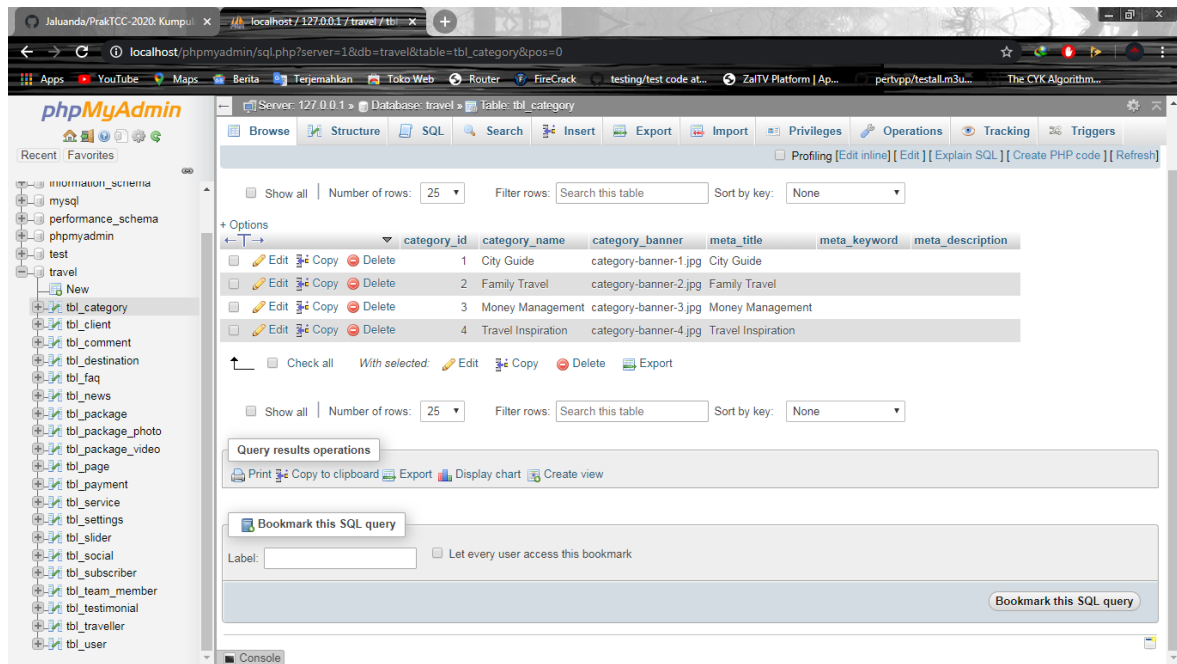 Jaluanda/PrakTCC-2020: Kumpul
localhost / 127.0.0.1 / travel / tbl
localhost/phpmyadmin/sql.php?server=1&db=travel&table=tbl_category&pos=0
Apps YouTube Maps Berita Terjemahkan Toko Web Router FireCrack testing/test code at... ZalTV Platform | Ap... pertvpp/testall.m3u... The CYK Algorithm...
phpMyAdmin
Recent Favorites
information_schema
mysql
performance_schema
phpmyadmin
test
travel
New
tbl_category
tbl_client
tbl_comment
tbl_destination
tbl_faq
tbl_news
tbl_package
tbl_package_photo
tbl_package_video
tbl_page
tbl_payment
tbl_service
tbl_settings
tbl_slider
tbl_social
tbl_subscriber
tbl_team_member
tbl_testimonial
tbl_traveller
tbl_user
Server: 127.0.0.1 » Database: travel » Table: tbl_category
Browse Structure SQL Search Insert Export Import Privileges Operations Tracking Triggers
Profiling [Edit inline] [ Edit ] [ Explain SQL ] [ Create PHP code ] [ Refresh]
Show all Number of rows: 25 Filter rows: Search this table Sort by key: None
+ Options
category_id category_name category_banner meta_title meta_keyword meta_description
Edit Copy Delete 1 City Guide category-banner-1.jpg City Guide
Edit Copy Delete 2 Family Travel category-banner-2.jpg Family Travel
Edit Copy Delete 3 Money Management category-banner-3.jpg Money Management
Edit Copy Delete 4 Travel Inspiration category-banner-4.jpg Travel Inspiration
Check all With selected: Edit Copy Delete Export
Show all Number of rows: 25 Filter rows: Search this table Sort by key: None
Query results operations
Print Copy to clipboard Export Display chart Create view
Bookmark this SQL query
Label: Let every user access this bookmark
Bookmark this SQL query
Console